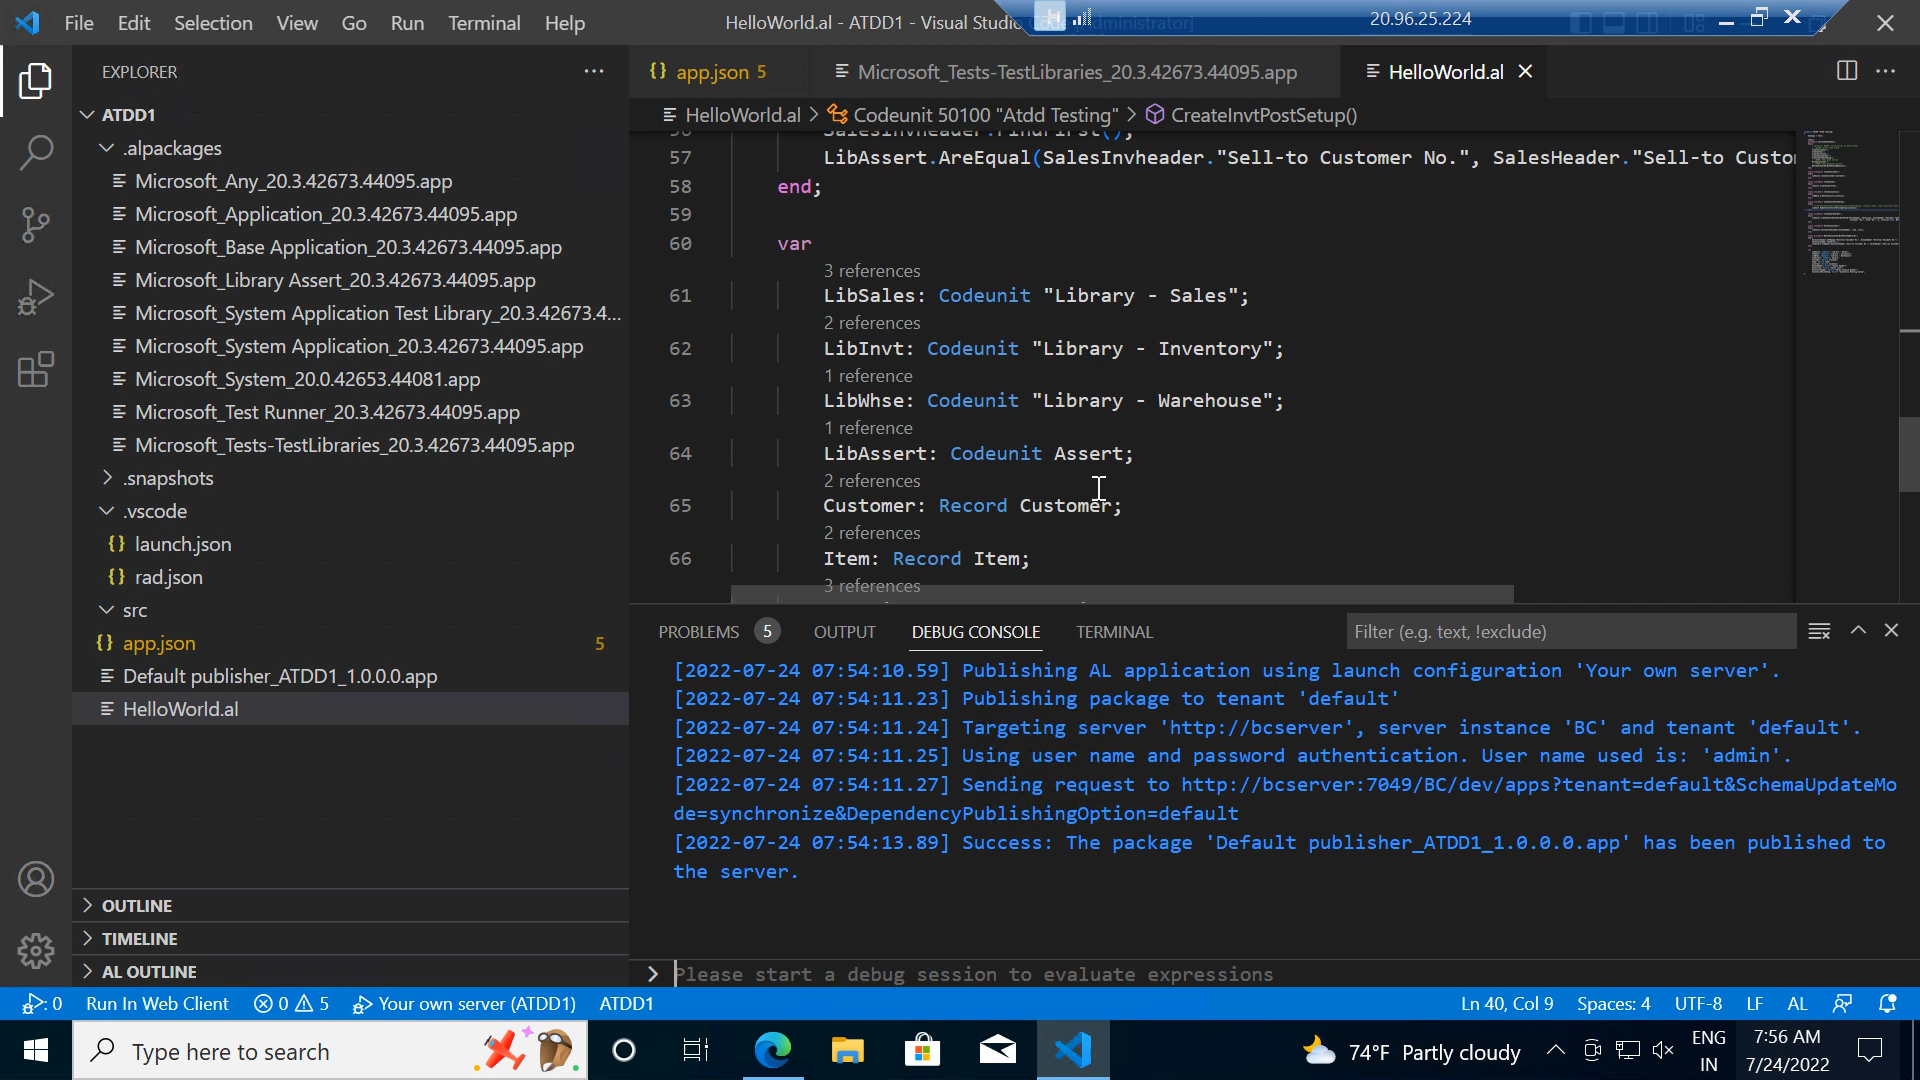 File Edit Selection View Go Run Terminal Help
HelloWorld.al - ATDD1 - Visual Studio Code [Administrator]
20.96.25.224
EXPLORER
{} app.json 5
Microsoft_Tests-TestLibraries_20.3.42673.44095.app
HelloWorld.al
HelloWorld.al > Codeunit 50100 "Atdd Testing" > CreateInvtPostSetup()
ATDD1
.alpackages
Microsoft_Any_20.3.42673.44095.app
Microsoft_Application_20.3.42673.44095.app
Microsoft_Base Application_20.3.42673.44095.app
Microsoft_Library Assert_20.3.42673.44095.app
Microsoft_System Application Test Library_20.3.42673.4...
Microsoft_System Application_20.3.42673.44095.app
Microsoft_System_20.0.42653.44081.app
Microsoft_Test Runner_20.3.42673.44095.app
Microsoft_Tests-TestLibraries_20.3.42673.44095.app
.snapshots
.vscode
{} launch.json
{} rad.json
src
{} app.json 5
Default publisher_ATDD1_1.0.0.0.app
HelloWorld.al
OUTLINE
TIMELINE
AL OUTLINE
56 SalesInvheader.FindFirst();
57 LibAssert.AreEqual(SalesInvheader."Sell-to Customer No.", SalesHeader."Sell-to Custo
58 end;
59
60 var
3 references
61 LibSales: Codeunit "Library - Sales";
2 references
62 LibInvt: Codeunit "Library - Inventory";
1 reference
63 LibWhse: Codeunit "Library - Warehouse";
1 reference
64 LibAssert: Codeunit Assert;
2 references
65 Customer: Record Customer;
2 references
66 Item: Record Item;
3 references
PROBLEMS 5 OUTPUT DEBUG CONSOLE TERMINAL
Filter (e.g. text, !exclude)
[2022-07-24 07:54:10.59] Publishing AL application using launch configuration 'Your own server'.
[2022-07-24 07:54:11.23] Publishing package to tenant 'default'
[2022-07-24 07:54:11.24] Targeting server 'http://bcserver', server instance 'BC' and tenant 'default'.
[2022-07-24 07:54:11.25] Using user name and password authentication. User name used is: 'admin'.
[2022-07-24 07:54:11.27] Sending request to http://bcserver:7049/BC/dev/apps?tenant=default&SchemaUpdateMo
de=synchronize&DependencyPublishingOption=default
[2022-07-24 07:54:13.89] Success: The package 'Default publisher_ATDD1_1.0.0.0.app' has been published to
the server.
> Please start a debug session to evaluate expressions
0 Run In Web Client 0 5 Your own server (ATDD1) ATDD1
Ln 40, Col 9 Spaces: 4 UTF-8 LF AL
Type here to search
74°F Partly cloudy
ENG
IN
7:56 AM
7/24/2022